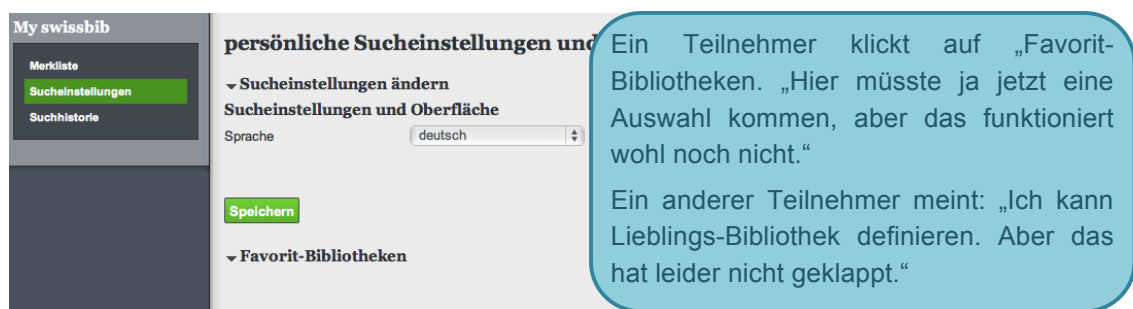 My swissbib
Merkliste
Sucheinstellungen
Suchhistorie
persönliche Sucheinstellungen und
Sucheinstellungen ändern
Sucheinstellungen und Oberfläche
Sprache deutsch
Speichern
Favorit-Bibliotheken
Ein Teilnehmer klickt auf „Favorit-
Bibliotheken. „Hier müsste ja jetzt eine
Auswahl kommen, aber das funktioniert
wohl noch nicht.“
Ein anderer Teilnehmer meint: „Ich kann
Lieblings-Bibliothek definieren. Aber das
hat leider nicht geklappt.“